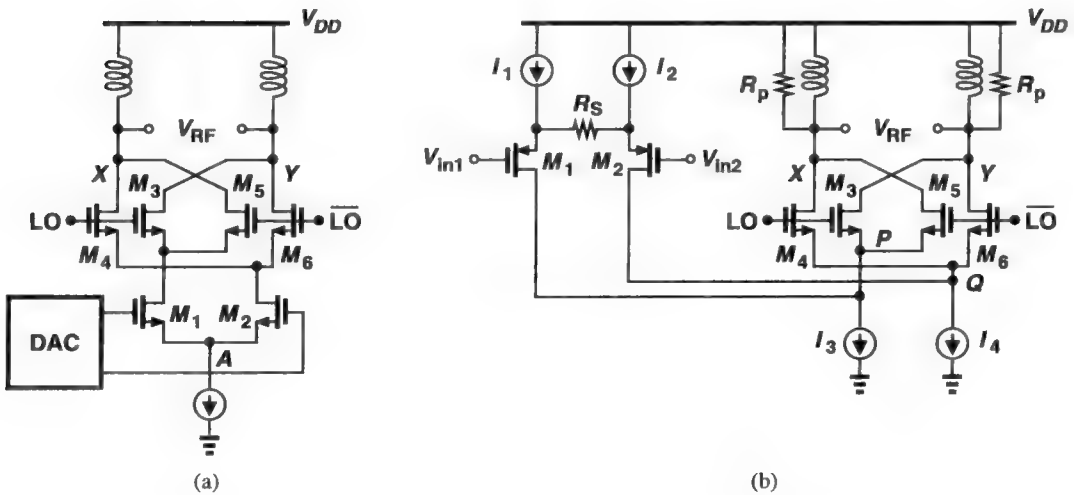 V_DD
V_RF
X
Y
M_3
M_5
LO
L̅O̅
M_4
M_6
M_1
M_2
DAC
A
(a)
V_DD
I_1
I_2
R_S
R_p
R_p
V_RF
V_in1
M_1
M_2
V_in2
X
Y
M_3
M_5
LO
L̅O̅
P
M_4
M_6
Q
I_3
I_4
(b)